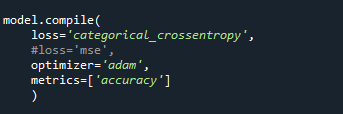 model.compile(
    loss='categorical_crossentropy',
    #loss='mse',
    optimizer='adam',
    metrics=['accuracy']
    )